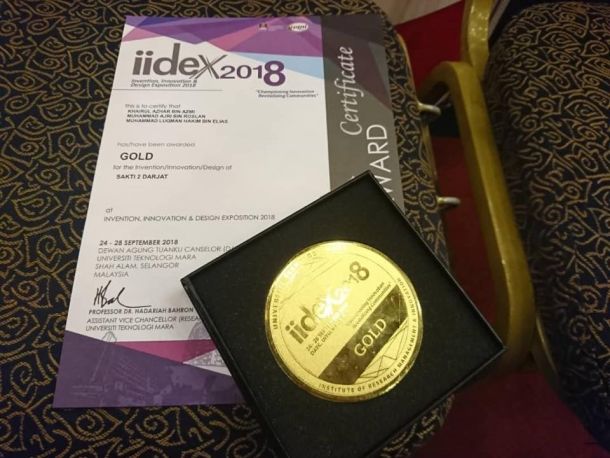 iidex2018
Invention, Innovation &
Design Exposition 2018
"Championing Innovation
Revitalizing Communities"
This is to certify that
KHAIRUL AZHAR BIN AZMI
MUHAMMAD AJRI BIN ROSLAN
MUHAMMAD LUQMAN HAKIM BIN ELIAS
has/have been awarded
GOLD
for the Invention/Innovation/Design of
SAKTI 2 DARJAT
at
INVENTION, INNOVATION & DESIGN EXPOSITION 2018
24 - 28 SEPTEMBER 2018
DEWAN AGUNG TUANKU CANSELOR
UNIVERSITI TEKNOLOGI MARA
SHAH ALAM, SELANGOR
MALAYSIA
PROFESSOR DR. HADARIAH BAHRON
ASSISTANT VICE CHANCELLOR
UNIVERSITI TEKNOLOGI MARA
Certificate
WARD
iidex2018
GOLD
INSTITUTE OF RESEARCH MANAGEMENT &